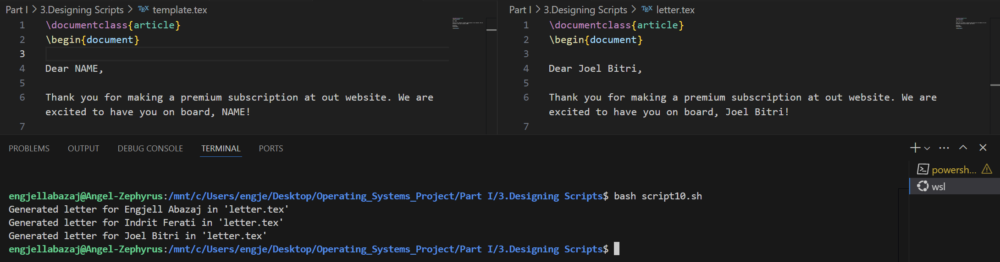 Part I > 3.Designing Scripts > TEX template.tex
1 \documentclass{article}
2 \begin{document}
3
4 Dear NAME,
5
6 Thank you for making a premium subscription at out website. We are
excited to have you on board, NAME!
7
Part I > 3.Designing Scripts > TEX letter.tex
1 \documentclass{article}
2 \begin{document}
3
4 Dear Joel Bitri,
5
6 Thank you for making a premium subscription at out website. We are
excited to have you on board, Joel Bitri!
7
PROBLEMS OUTPUT DEBUG CONSOLE TERMINAL PORTS
powersh...
wsl
engjellabazaj@Angel-Zephyrus:/mnt/c/Users/engje/Desktop/Operating_Systems_Project/Part I/3.Designing Scripts$ bash script10.sh
Generated letter for Engjell Abazaj in 'letter.tex'
Generated letter for Indrit Ferati in 'letter.tex'
Generated letter for Joel Bitri in 'letter.tex'
engjellabazaj@Angel-Zephyrus:/mnt/c/Users/engje/Desktop/Operating_Systems_Project/Part I/3.Designing Scripts$